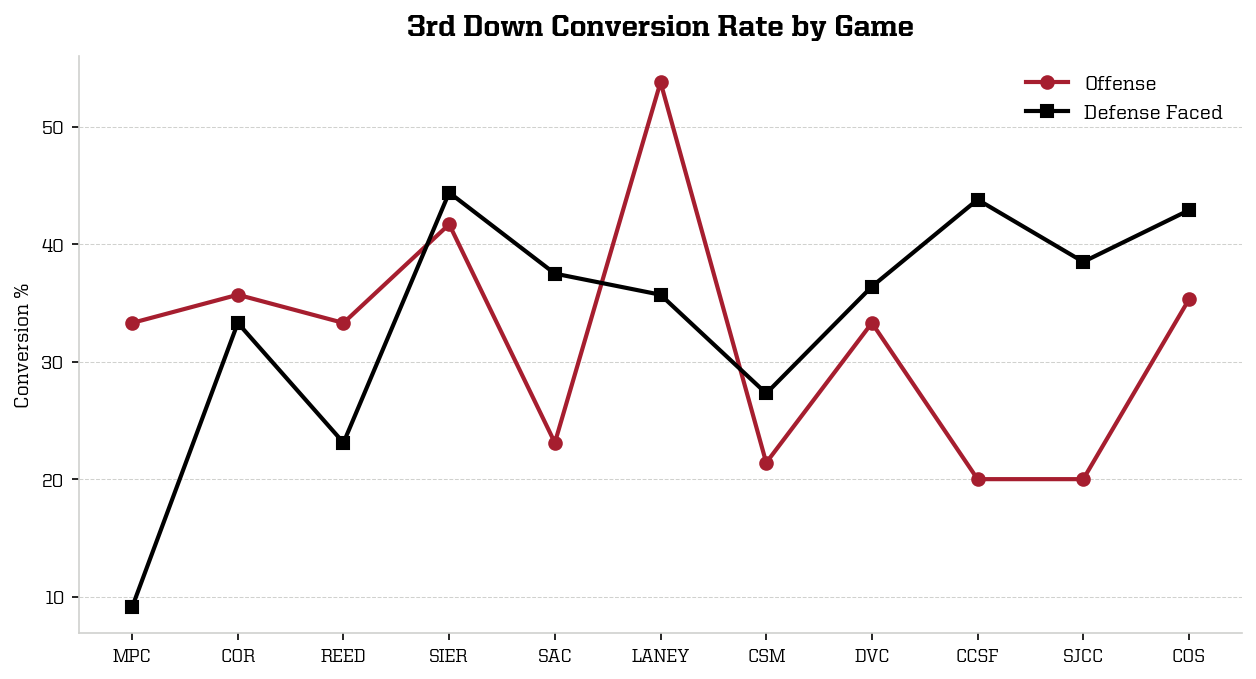 3rd Down Conversion Rate by Game
Offense
Defense Faced
Conversion %
50
40
30
20
10
MPC COR REED SIER SAC LANEY CSM DVC CCSF SJCC COS